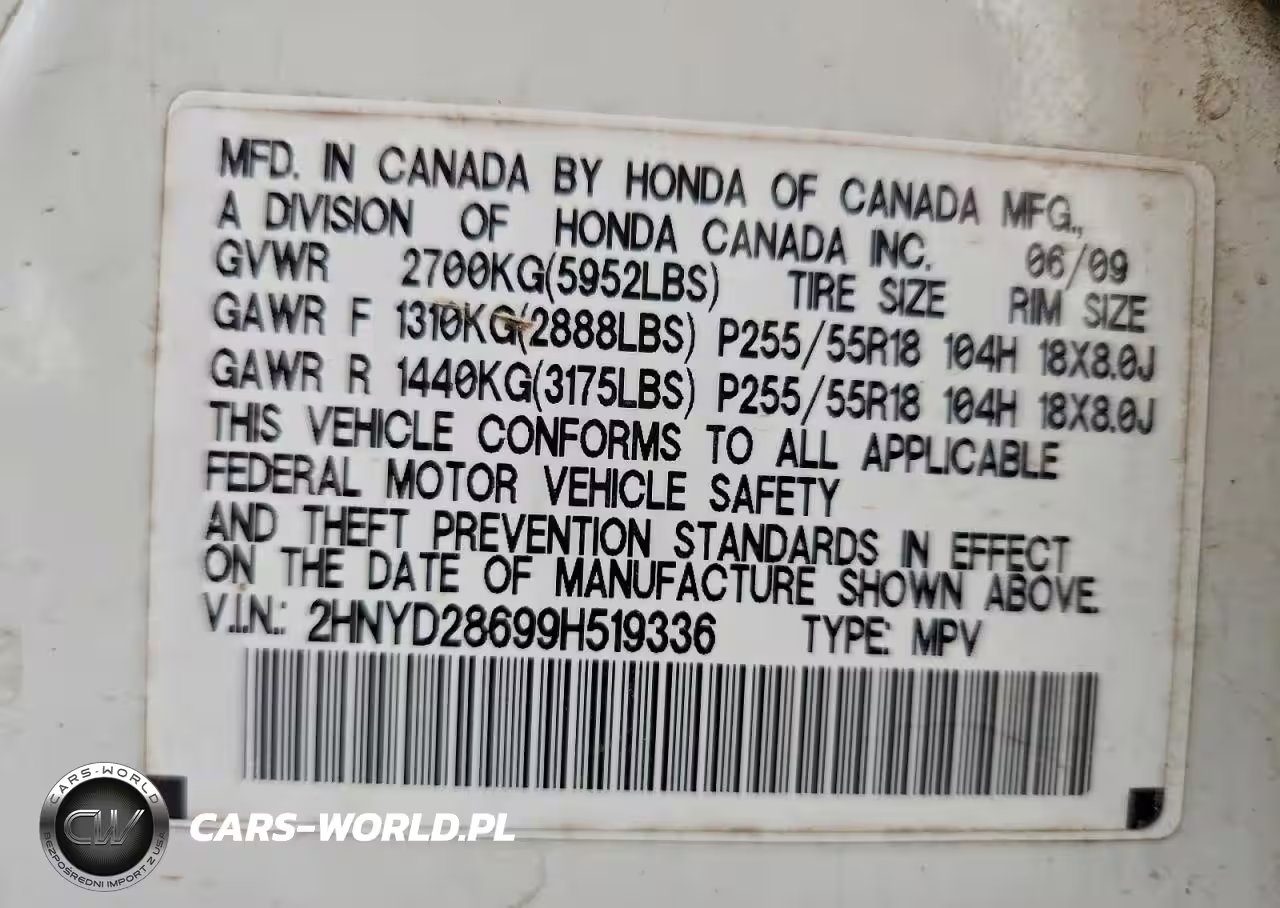 MFD. IN CANADA BY HONDA OF CANADA MFG.,
A DIVISION OF HONDA CANADA INC. 06/09
GVWR 2700KG(5952LBS) TIRE SIZE RIM SIZE
GAWR F 1310KG(2888LBS) P255/55R18 104H 18X8.0J
GAWR R 1440KG(3175LBS) P255/55R18 104H 18X8.0J
THIS VEHICLE CONFORMS TO ALL APPLICABLE
FEDERAL MOTOR VEHICLE SAFETY
AND THEFT PREVENTION STANDARDS IN EFFECT
ON THE DATE OF MANUFACTURE SHOWN ABOVE.
V.I.N.: 2HNYD28699H519336 TYPE: MPV
CARS-WORLD
CW
BEZPOŚREDNI IMPORT Z USA
CARS-WORLD.PL